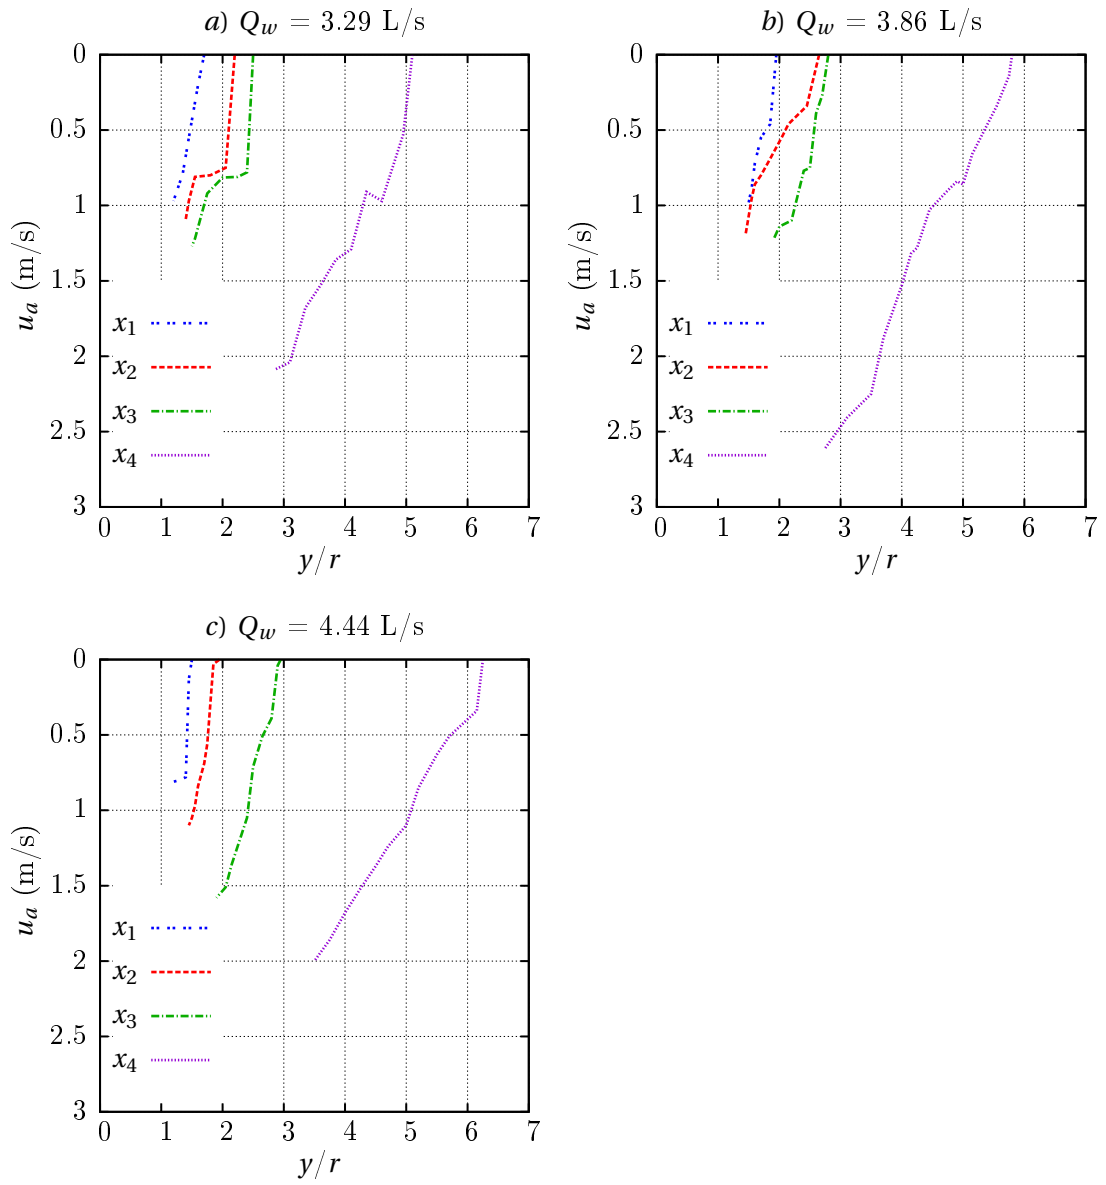 a) Q_w = 3.29 L/s
0
0.5
1
1.5
2
2.5
3
u_a (m/s)
x_1
x_2
x_3
x_4
0 1 2 3 4 5 6 7
y/r
b) Q_w = 3.86 L/s
0
0.5
1
1.5
2
2.5
3
u_a (m/s)
x_1
x_2
x_3
x_4
0 1 2 3 4 5 6 7
y/r
c) Q_w = 4.44 L/s
0
0.5
1
1.5
2
2.5
3
u_a (m/s)
x_1
x_2
x_3
x_4
0 1 2 3 4 5 6 7
y/r